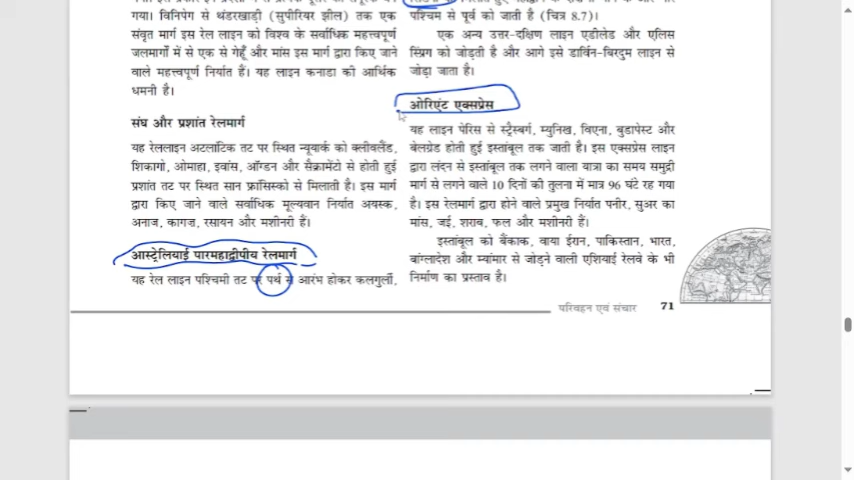 गया। विनिपेग से थंडरखाड़ी (सुपीरियर झील) तक एक
संवृत मार्ग इस रेल लाइन को विश्व के सर्वाधिक महत्त्वपूर्ण
जलमार्गों में से एक से गेहूँ और मांस इस मार्ग द्वारा किए जाने
वाले महत्त्वपूर्ण निर्यात हैं। यह लाइन कनाडा की आर्थिक
धमनी है।
संघ और प्रशांत रेलमार्ग
यह रेललाइन अटलांटिक तट पर स्थित न्यूयार्क को क्लीवलैंड,
शिकागो, ओमाहा, इवांस, ऑग्डन और सैक्रामेंटो से होती हुई
प्रशांत तट पर स्थित सान फ्रांसिस्को से मिलाती है। इस मार्ग
द्वारा किए जाने वाले सर्वाधिक मूल्यवान निर्यात अयस्क,
अनाज, कागज, रसायन और मशीनरी हैं।
आस्ट्रेलियाई पारमहाद्वीपीय रेलमार्ग
यह रेल लाइन पश्चिमी तट पर पर्थ से आरंभ होकर कलगुर्ली,
पश्चिम से पूर्व को जाती है (चित्र 8.7)।
एक अन्य उत्तर-दक्षिण लाइन एडीलेड और एलिस
स्प्रिंग को जोड़ती है और आगे इसे डार्विन-बिरदुम लाइन से
जोड़ा जाता है।
ओरिएंट एक्सप्रेस
यह लाइन पेरिस से स्ट्रैस्बर्ग, म्युनिख, विएना, बुडापेस्ट और
बेलग्रेड होती हुई इस्तांबूल तक जाती है। इस एक्सप्रेस लाइन
द्वारा लंदन से इस्तांबूल तक लगने वाला यात्रा का समय समुद्री
मार्ग से लगने वाले 10 दिनों की तुलना में मात्र 96 घंटे रह गया
है। इस रेलमार्ग द्वारा होने वाले प्रमुख निर्यात पनीर, सुअर का
मांस, जई, शराब, फल और मशीनरी हैं।
इस्तांबूल को बैंकाक, वाया ईरान, पाकिस्तान, भारत,
बांग्लादेश और म्यांमार से जोड़ने वाली एशियाई रेलवे के भी
निर्माण का प्रस्ताव है।
परिवहन एवं संचार 71